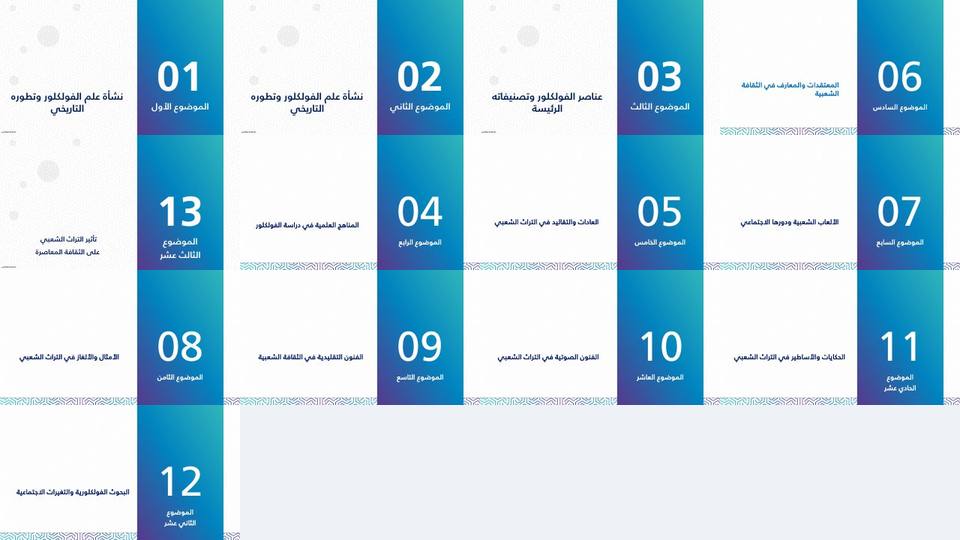 01
الموضوع الأول
نشأة علم الفولكلور وتطوره
التاريخي
02
الموضوع الثاني
نشأة علم الفولكلور وتطوره
التاريخي
03
الموضوع الثالث
عناصر الفولكلور وتصنيفاته
الرئيسة
06
الموضوع السادس
المعتقدات والمعارف في الثقافة
الشعبية
13
الموضوع
الثالث عشر
تأثير التراث الشعبي
على الثقافة المعاصرة
04
الموضوع الرابع
المناهج العلمية في دراسة الفولكلور
05
الموضوع الخامس
العادات والتقاليد في التراث الشعبي
07
الموضوع السابع
الألعاب الشعبية ودورها الاجتماعي
08
الموضوع الثامن
الأمثال والألغاز في التراث الشعبي
09
الموضوع التاسع
الفنون التقليدية في الثقافة الشعبية
10
الموضوع العاشر
الفنون الصوتية في التراث الشعبي
11
الموضوع
الحادي عشر
الحكايات والأساطير في التراث الشعبي
12
الموضوع
الثاني عشر
البحوث الفولكلورية والتغيرات الاجتماعية